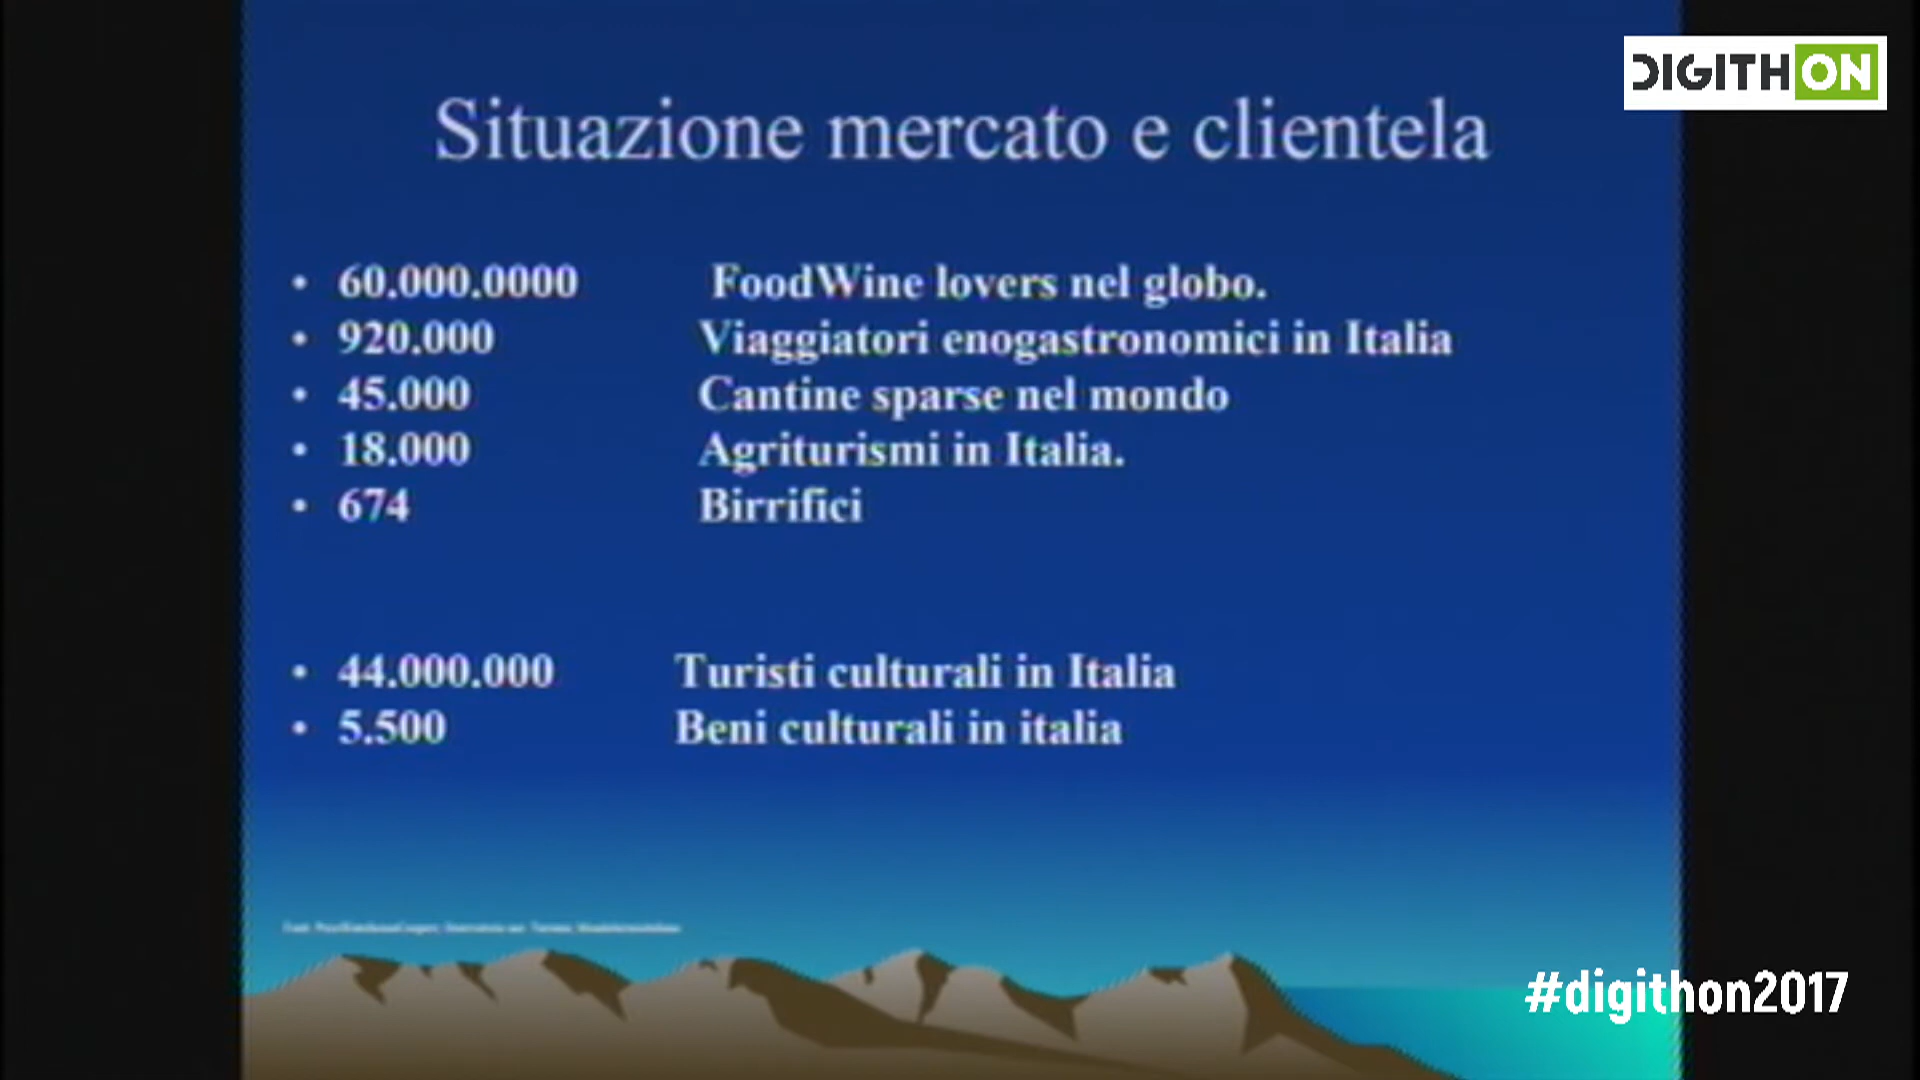 DIGITHON
Situazione mercato e clientela
• 60.000.0000 FoodWine lovers nel globo.
• 920.000 Viaggiatori enogastronomici in Italia
• 45.000 Cantine sparse nel mondo
• 18.000 Agriturismi in Italia.
• 674 Birrifici
• 44.000.000 Turisti culturali in Italia
• 5.500 Beni culturali in italia
#digithon2017